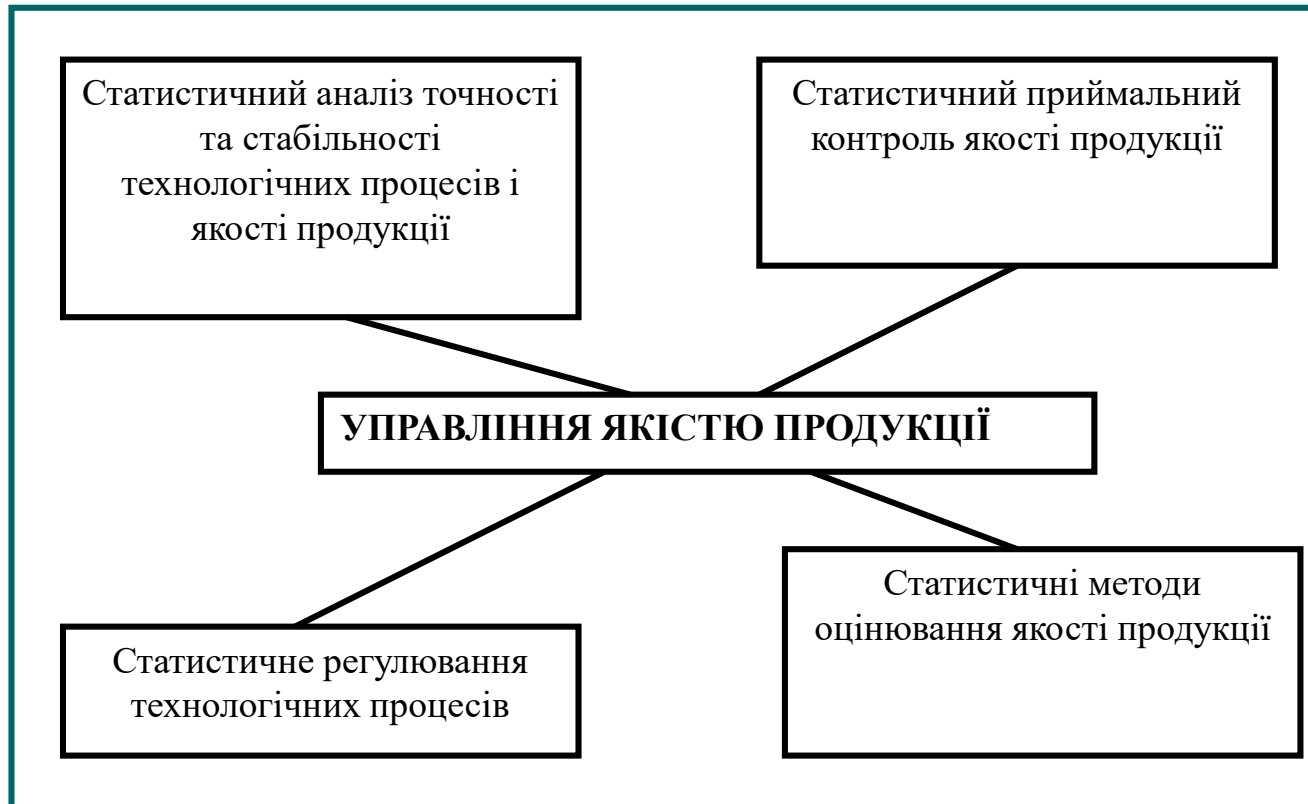 Статистичний аналіз точності
та стабільності
технологічних процесів і
якості продукції
Статистичний приймальний
контроль якості продукції
УПРАВЛІННЯ ЯКІСТЮ ПРОДУКЦІЇ
Статистичне регулювання
технологічних процесів
Статистичні методи
оцінювання якості продукції